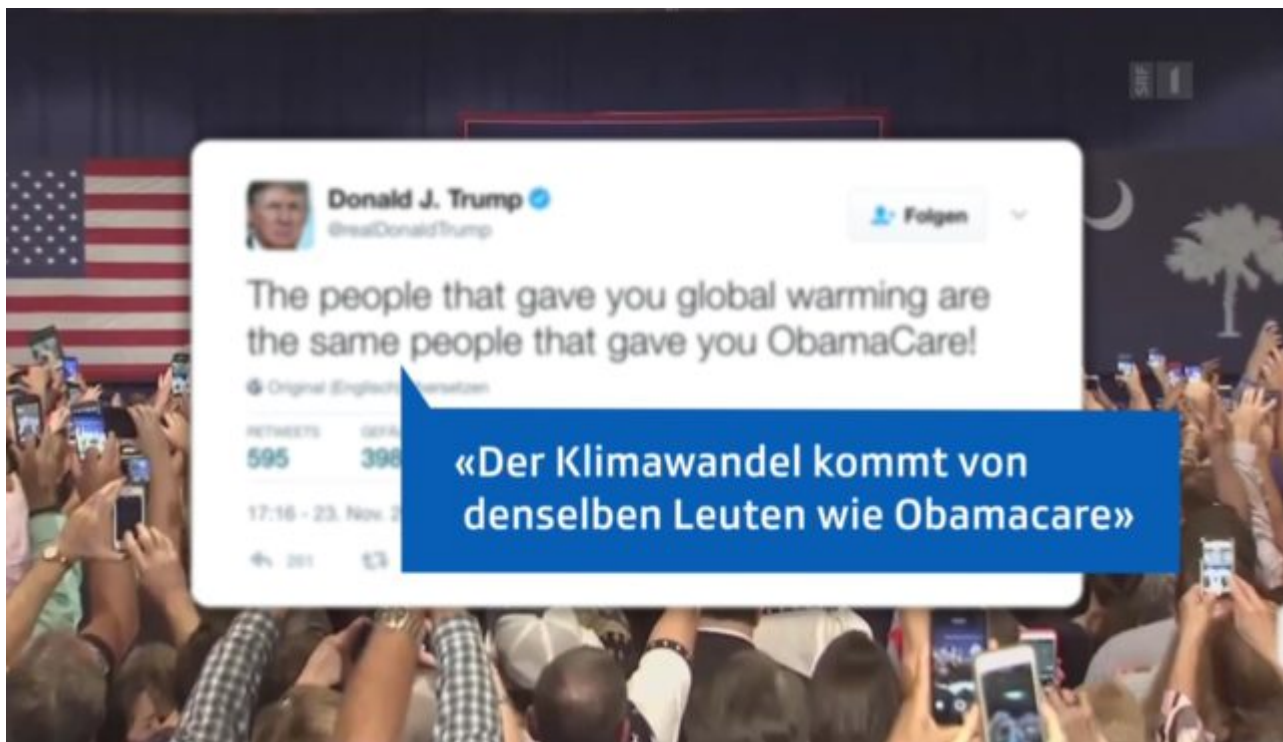 SRF 1
Donald J. Trump
@realDonaldTrump
Folgen
The people that gave you global warming are
the same people that gave you ObamaCare!
Original (Englisch) übersetzen
RETWEETS
595
398
17:16 - 23. Nov.
261
«Der Klimawandel kommt von
denselben Leuten wie Obamacare»